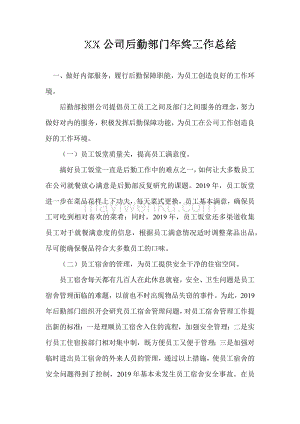 XX公司后勤部门年终工作总结
一、做好内部服务，履行后勤保障职能，为员工创造良好的工作环
境。
后勤部按照公司提倡员工员工之间及部门之间服务的理念，努力
做好对内的服务，积极发挥后勤保障功能，为员工在公司工作创造良
好的工作环境。
（一）员工饭堂质量关，提高员工满意度。
搞好员工饭堂一直是后勤部工作中的难点之一，如何让大多数员工
在公司就餐放心满意是后勤部反复研究的课题。2019年，员工饭堂
进一步在菜品花样上下功夫，每天菜式更换，员工基本满意，确保员
工可吃到相对喜欢的菜肴；同时，2019年，员工饭堂还多渠道收集
员工对于就餐满意度的信息，根据员工满意情况适时调整菜品出品，
尽可能确保餐品符合大多数员工的口味。
（二）员工宿舍的管理，为员工提供安全干净的住宿空间。
员工宿舍每天都有几百人在此休息就寝，安全、卫生问题是员工
宿舍管理面临的难题，以前也不时出现物品失窃的事件，为此，2019
年后勤部门组织开会研究员工宿舍管理问题，对员工宿舍管理工作提
出新的标准：一是理顺员工宿舍入住的流程，加强安全管理；二是实
行员工住宿按部门相对集中制，既方便员工又便于管理；三是加强对
临时进出员工宿舍的外来人员的管理，通过以上措施，使员工宿舍的
安全问题得到了控制，2019年基本未发生员工宿舍安全事故。在员